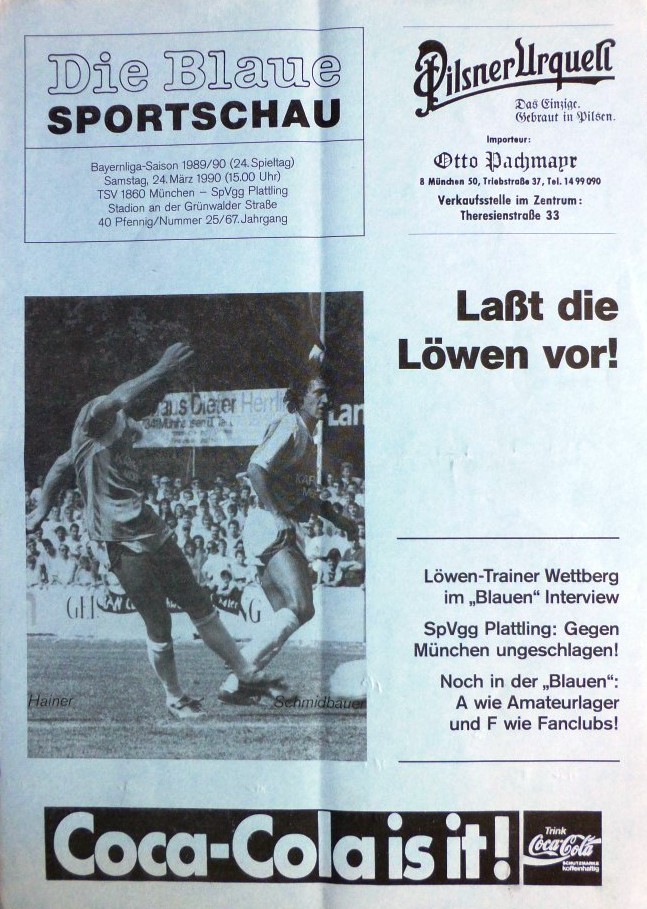 Die Blaue
SPORTSCHAU
Bayernliga-Saison 1989/90 (24. Spieltag)
Samstag, 24. März 1990 (15.00 Uhr)
TSV 1860 München – SpVgg Plattling
Stadion an der Grünwalder Straße
40 Pfennig/Nummer 25/67. Jahrgang
Pilsner Urquell
Das Einzige.
Gebraut in Pilsen.
Importeur:
Otto Pachmayr
8 München 50, Triebstraße 37, Tel. 14 99 090
Verkaufsstelle im Zentrum:
Theresienstraße 33
Laßt die
Löwen vor!
Dieter
Hainer
Schmidbauer
Löwen-Trainer Wettberg
im „Blauen“ Interview
SpVgg Plattling: Gegen
München ungeschlagen!
Noch in der „Blauen“:
A wie Amateurlager
und F wie Fanclubs!
Coca-Cola is it!
Trink
Coca-Cola
SCHUTZMARKE
koffeinhaltig